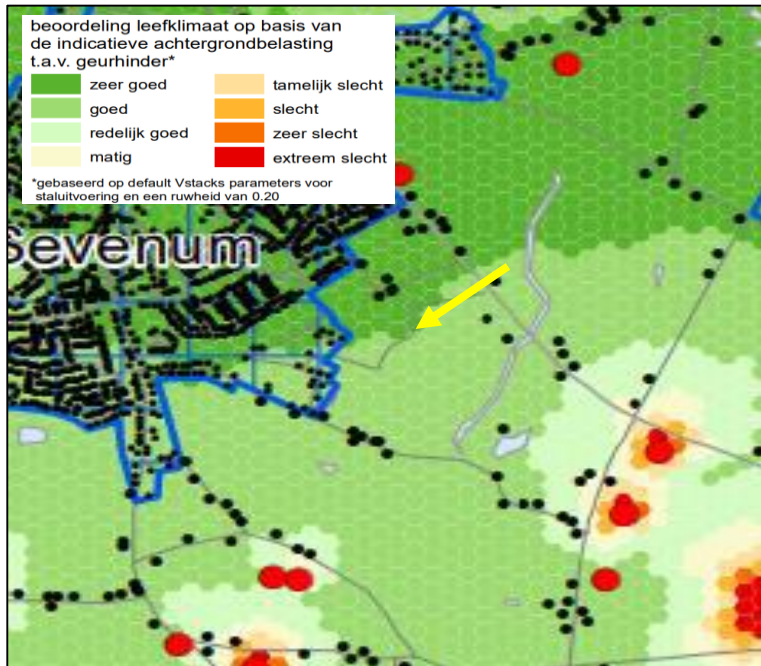 beoordeling leefklimaat op basis van
de indicatieve achtergrondbelasting
t.a.v. geurhinder*
zeer goed
goed
redelijk goed
matig
tamelijk slecht
slecht
zeer slecht
extreem slecht
*gebaseerd op default Vstacks parameters voor
staluitvoering en een ruwheid van 0.20
Sevenum